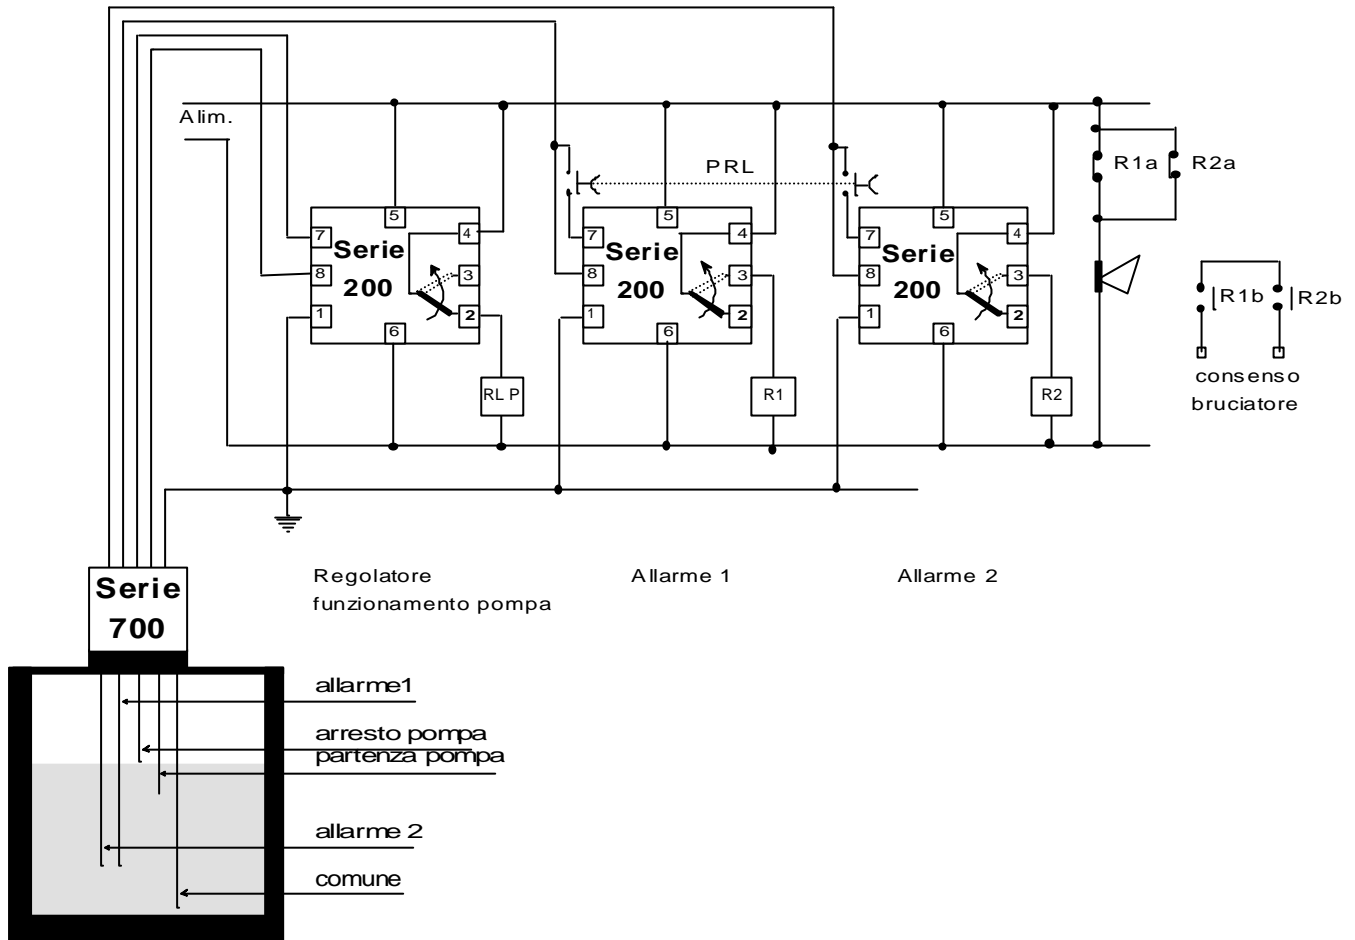 Alim.
PRL
R1a
R2a
5
5
5
7
Serie
4
7
Serie
4
7
Serie
4
8
200
3
8
200
3
8
200
3
1
2
1
2
1
2
6
6
6
R1b
R2b
RL P
R1
R2
consenso
bruciatore
Serie
700
Regolatore
funzionamento pompa
Allarme 1
Allarme 2
allarme1
arresto pompa
partenza pompa
allarme 2
comune